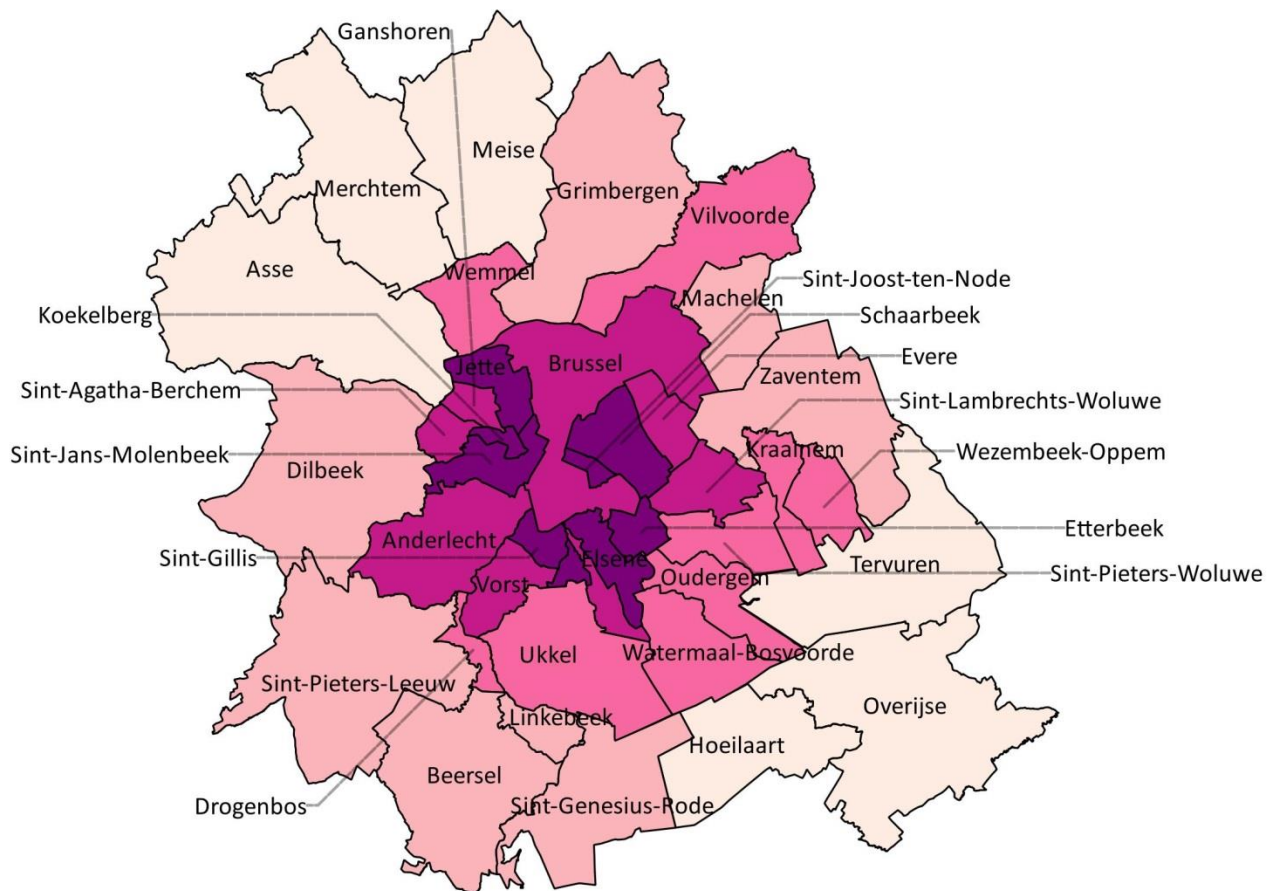 Ganshoren
Meise
Grimbergen
Merchtem
Vilvoorde
Asse
Wemmel
Sint-Joost-ten-Node
Machelen
Koekelberg
Schaarbeek
Evere
Brussel
Jette
Zaventem
Sint-Agatha-Berchem
Sint-Lambrechts-Woluwe
Kraainem
Wezembeek-Oppem
Sint-Jans-Molenbeek
Dilbeek
Etterbeek
Anderlecht
Sint-Gillis
Elsene
Tervuren
Sint-Pieters-Woluwe
Oudergem
Vorst
Ukkel
Watermaal-Bosvoorde
Sint-Pieters-Leeuw
Overijse
Linkebeek
Hoeilaart
Beersel
Drogenbos
Sint-Genesius-Rode